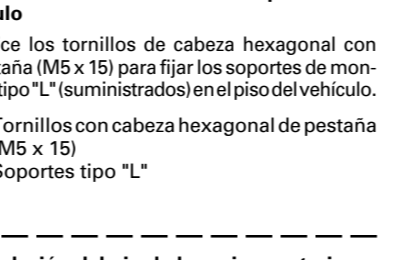 ulo
ce los tornillos de cabeza hexagonal con
taña (M5 x 15) para fijar los soportes de mon-
tipo "L" (suministrados) en el piso del vehículo.
Tornillos con cabeza hexagonal de pestaña
(M5 x 15)
Soportes tipo "L"